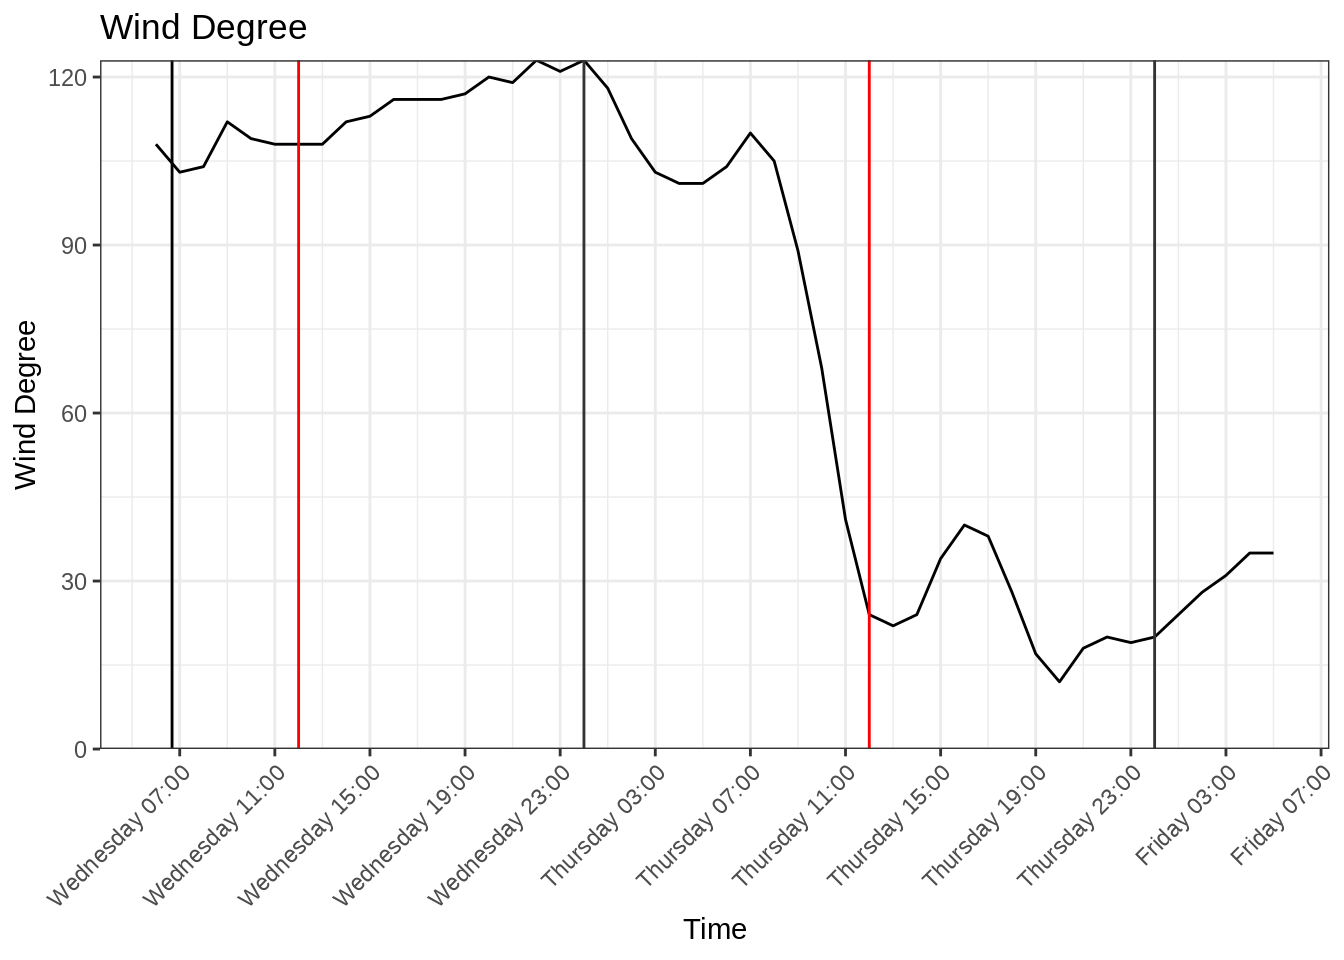 Wind Degree
Wind Degree
120
90
60
30
0
Wednesday 07:00
Wednesday 11:00
Wednesday 15:00
Wednesday 19:00
Wednesday 23:00
Thursday 03:00
Thursday 07:00
Thursday 11:00
Thursday 15:00
Thursday 19:00
Thursday 23:00
Friday 03:00
Friday 07:00
Time